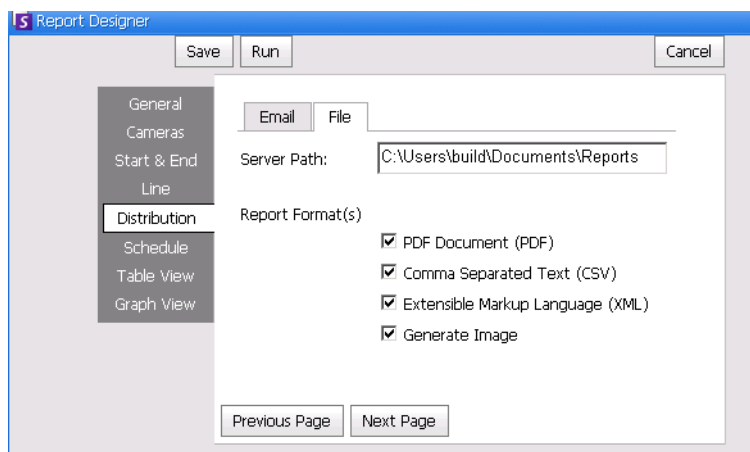 S Report Designer
Save Run Cancel
General
Cameras
Start & End
Line
Distribution
Schedule
Table View
Graph View
Email File
Server Path: C:\Users\build\Documents\Reports
Report Format(s)
PDF Document (PDF)
Comma Separated Text (CSV)
Extensible Markup Language (XML)
Generate Image
Previous Page Next Page